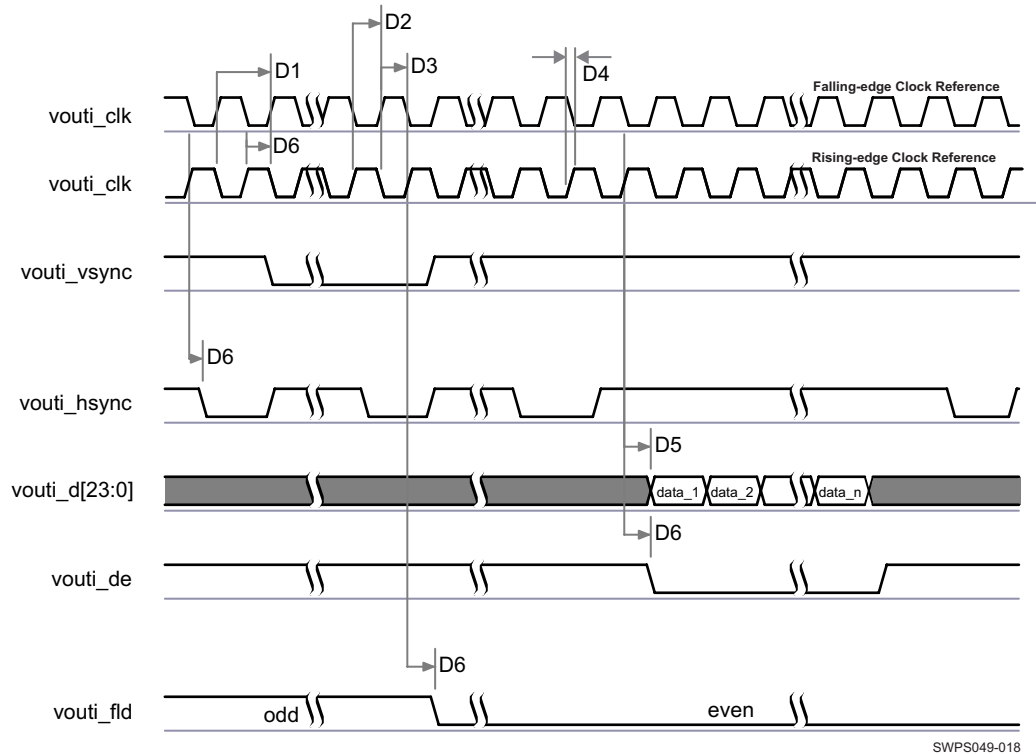 D2
D1
D3
D4
Falling-edge Clock Reference
vouti_clk
D6
Rising-edge Clock Reference
vouti_clk
vouti_vsync
D6
vouti_hsync
D5
vouti_d[23:0]
data_1 data_2 data_n
D6
vouti_de
D6
vouti_fld
odd
even
SWPS049-018